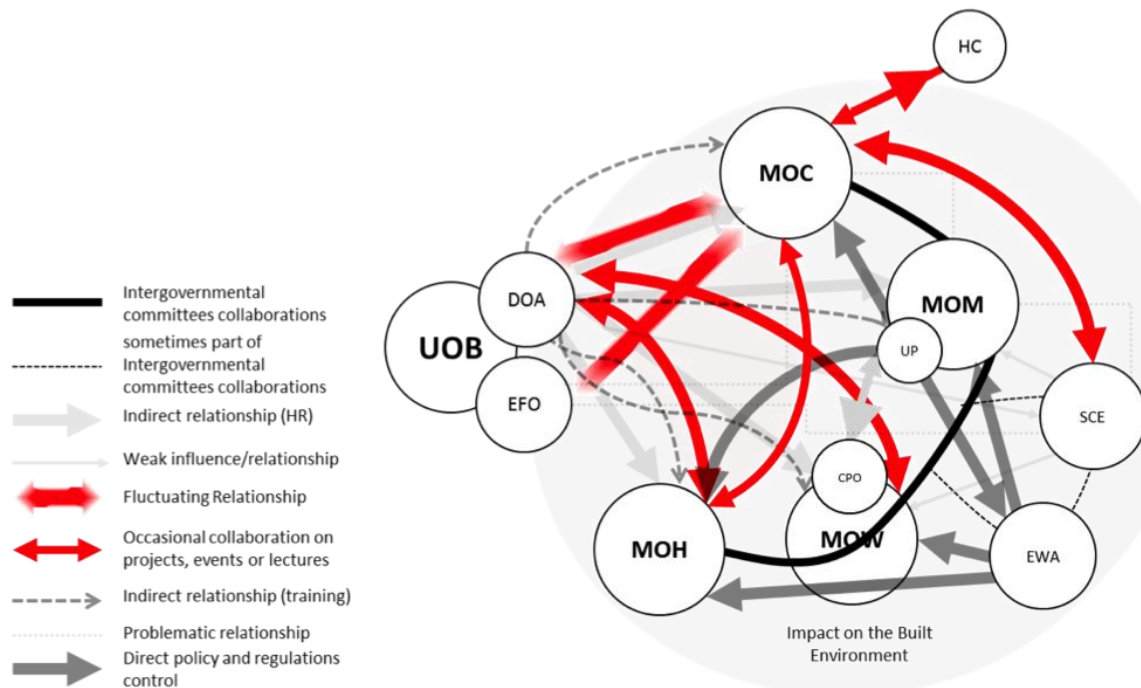 Intergovernmental
committees collaborations
sometimes part of
Intergovernmental
committees collaborations
Indirect relationship (HR)
Weak influence/relationship
Fluctuating Relationship
Occasional collaboration on
projects, events or lectures
Indirect relationship (training)
Problematic relationship
Direct policy and regulations
control
HC
MOC
DOA
MOM
UOB
UP
EFO
SCE
CPO
MOH
MOW
EWA
Impact on the Built
Environment